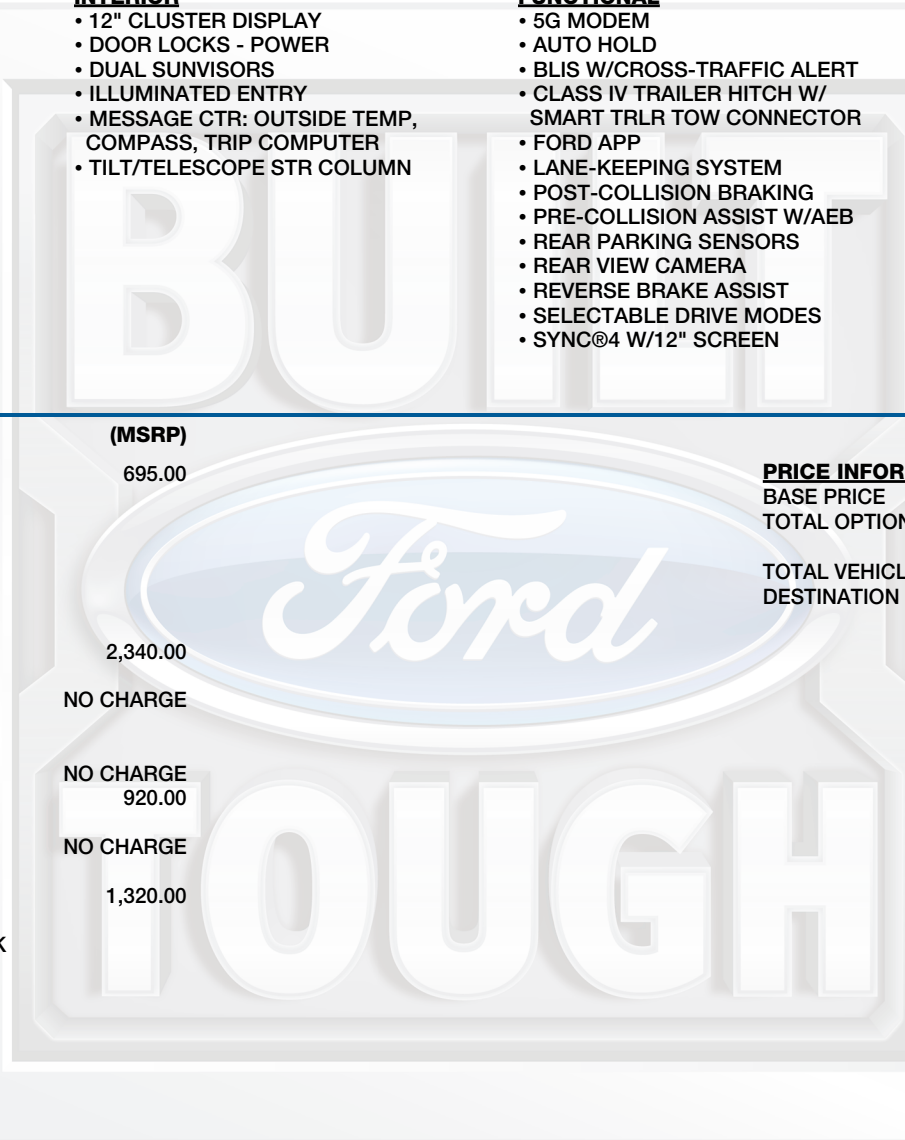 INTERIOR
• 12" CLUSTER DISPLAY
• DOOR LOCKS - POWER
• DUAL SUNVISORS
• ILLUMINATED ENTRY
• MESSAGE CTR: OUTSIDE TEMP,
COMPASS, TRIP COMPUTER
• TILT/TELESCOPE STR COLUMN
FUNCTIONAL
• 5G MODEM
• AUTO HOLD
• BLIS W/CROSS-TRAFFIC ALERT
• CLASS IV TRAILER HITCH W/
SMART TRLR TOW CONNECTOR
• FORD APP
• LANE-KEEPING SYSTEM
• POST-COLLISION BRAKING
• PRE-COLLISION ASSIST W/AEB
• REAR PARKING SENSORS
• REAR VIEW CAMERA
• REVERSE BRAKE ASSIST
• SELECTABLE DRIVE MODES
• SYNC®4 W/12" SCREEN
BUILT
(MSRP)
695.00
2,340.00
NO CHARGE
NO CHARGE
920.00
NO CHARGE
1,320.00
K
PRICE INFOR
BASE PRICE
TOTAL OPTION
TOTAL VEHICL
DESTINATION
Ford
TOUGH